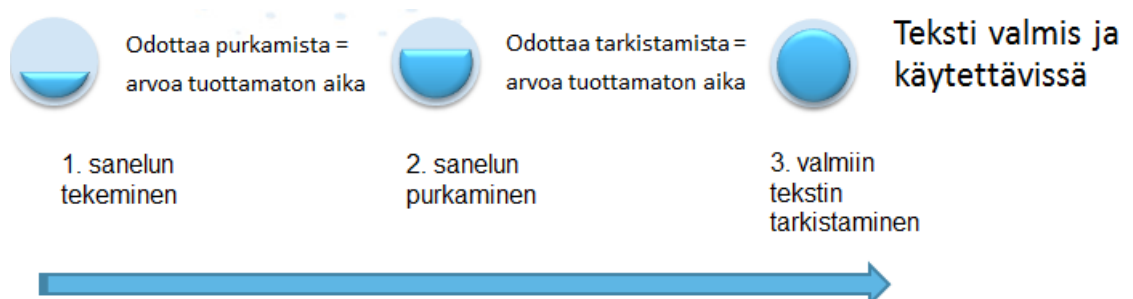 Odottaa purkamista =
arvoa tuottamaton aika
Odottaa tarkistamista =
arvoa tuottamaton aika
Teksti valmis ja
käytettävissä
1. sanelun
tekeminen
2. sanelun
purkaminen
3. valmiin
tekstin
tarkistaminen